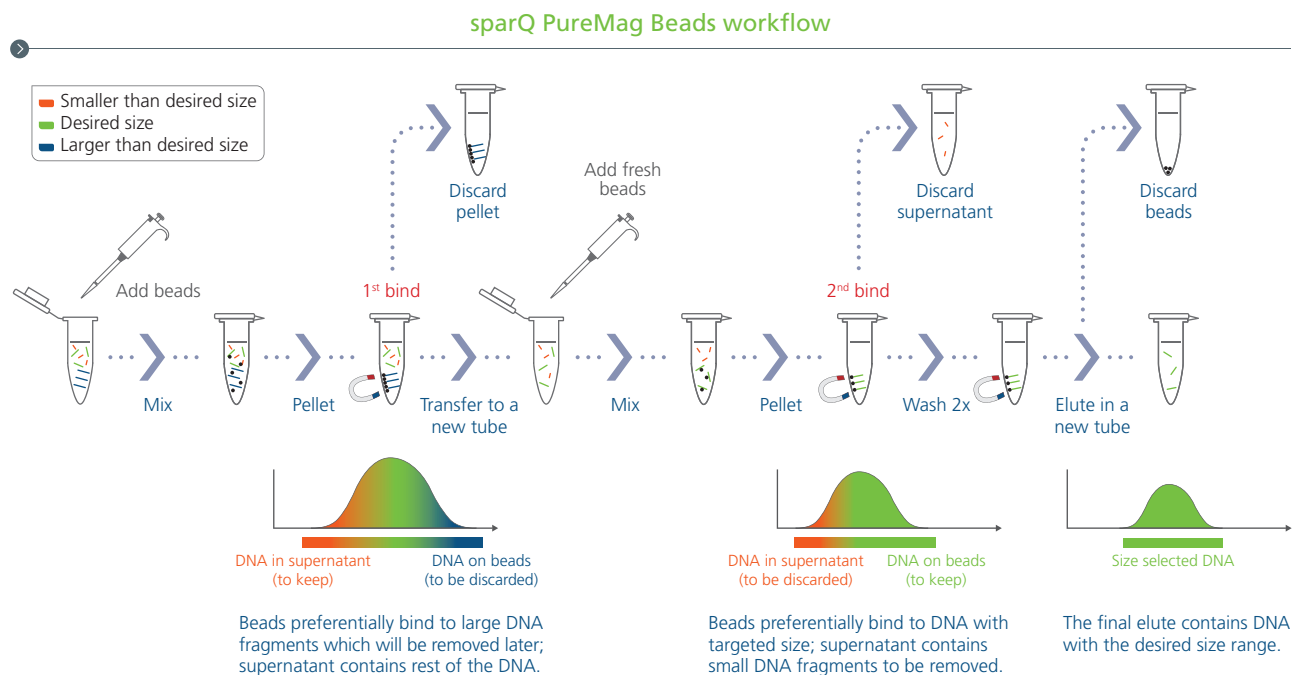 sparQ PureMag Beads workflow
Smaller than desired size
Desired size
Larger than desired size
Discard
pellet
Add fresh
beads
Discard
supernatant
Discard
beads
Add beads
1st bind
2nd bind
Mix
Pellet
Transfer to a
new tube
Mix
Pellet
Wash 2x
Elute in a
new tube
DNA in supernatant
(to keep)
DNA on beads
(to be discarded)
DNA in supernatant
(to be discarded)
DNA on beads
(to keep)
Size selected DNA
Beads preferentially bind to large DNA
fragments which will be removed later;
supernatant contains rest of the DNA.
Beads preferentially bind to DNA with
targeted size; supernatant contains
small DNA fragments to be removed.
The final elute contains DNA
with the desired size range.